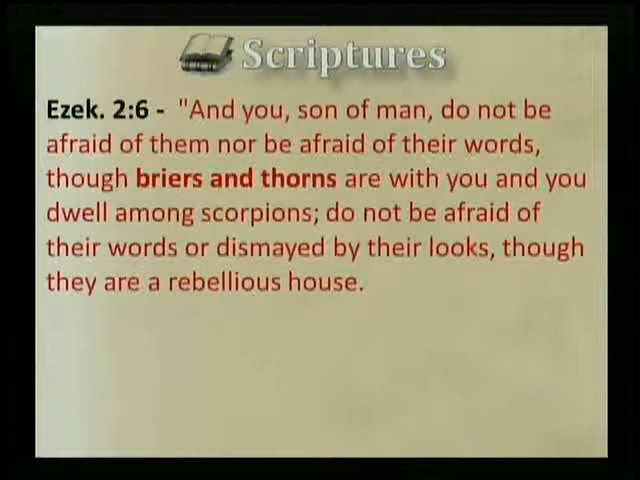 Scriptures
Ezek. 2:6 - "And you, son of man, do not be
afraid of them nor be afraid of their words,
though briers and thorns are with you and you
dwell among scorpions; do not be afraid of
their words or dismayed by their looks, though
they are a rebellious house.